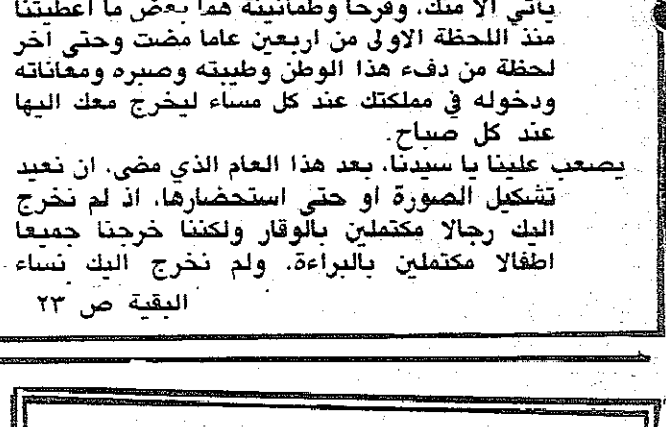 يأتي الا منك، وفرحا وطمأنينة هما بعض ما اعطيتنا
منذ اللحظة الاولى من اربعين عاما مضت وحتى آخر
لحظة من دفء هذا الوطن وطيبته وصبره ومعاناته
ودخوله في مملكتك عند كل مساء ليخرج معك اليها
عند كل صباح.
يصعب علينا يا سيدنا، بعد هذا العام الذي مضى، ان نعيد
تشكيل الصورة او حتى استحضارها، اذ لم نخرج
اليك رجالا مكتملين بالوقار ولكننا خرجنا جميعا
اطفالا مكتملين بالبراءة، ولم نخرج اليك نساء
البقية ص ٢٣